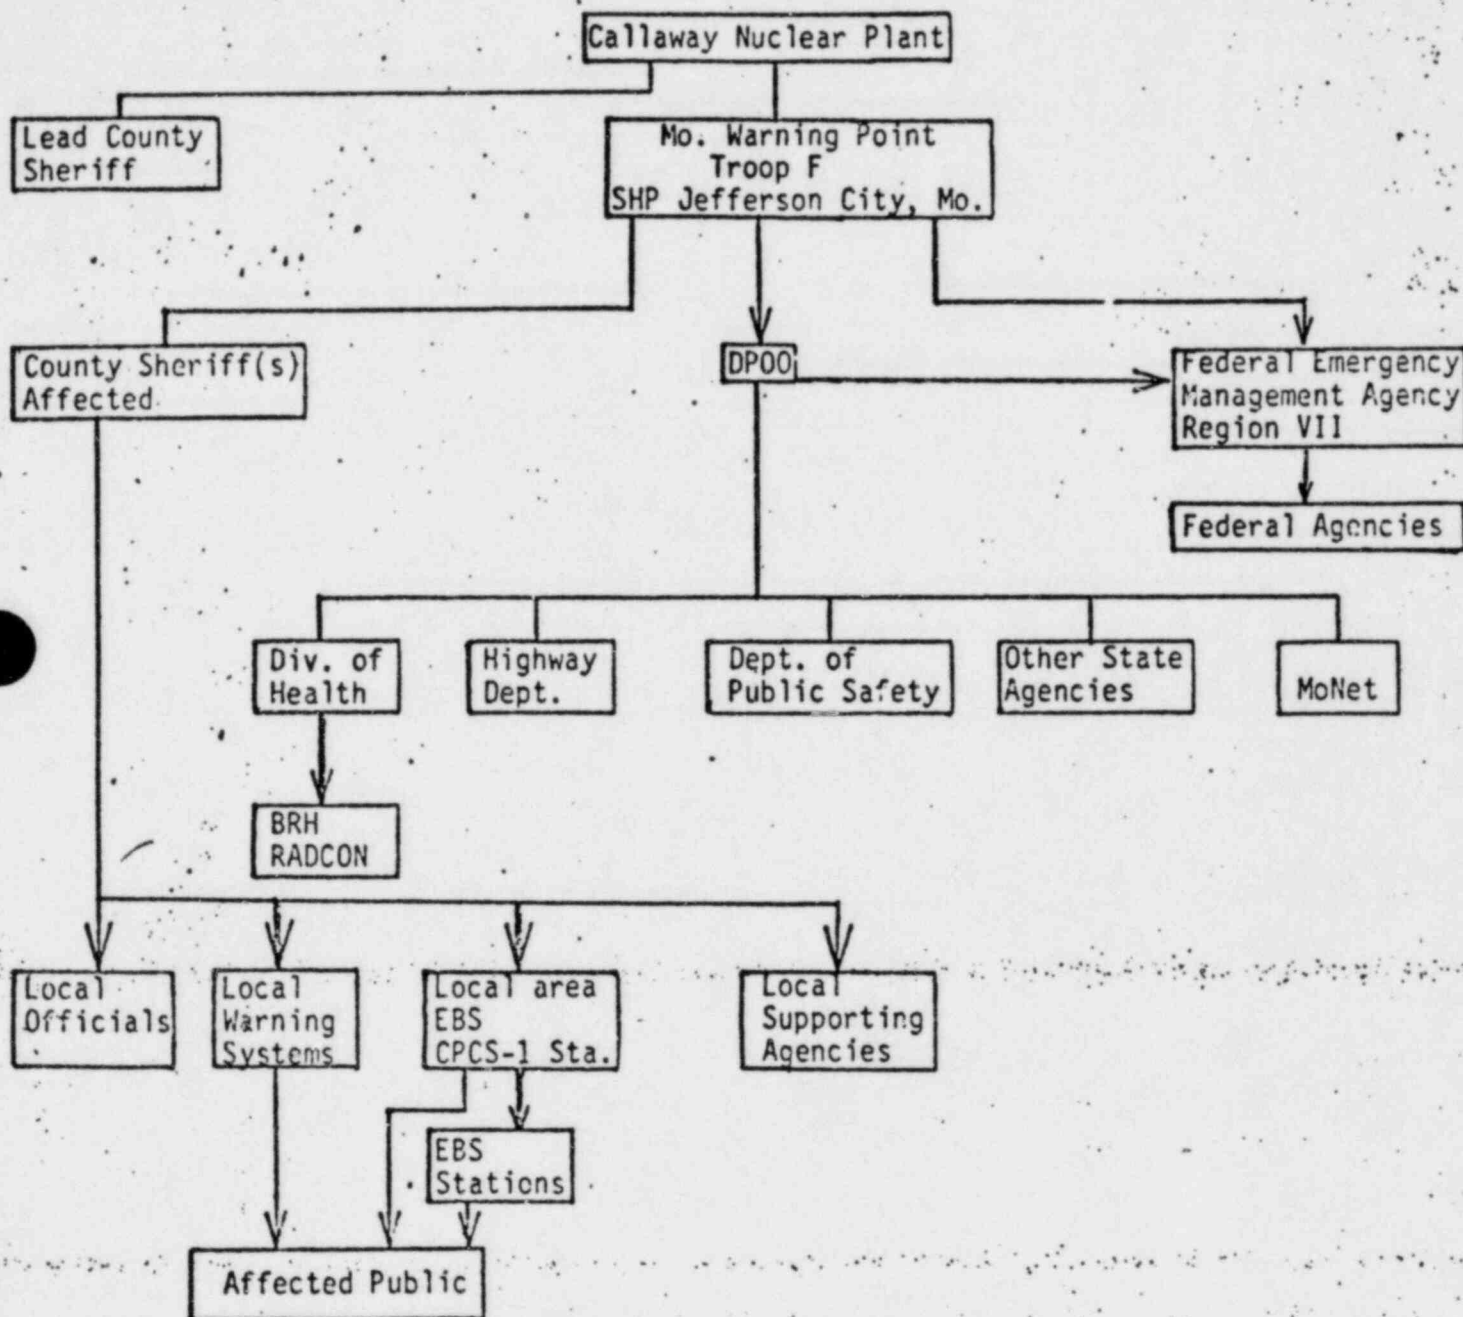 Callaway Nuclear Plant
Lead County
Sheriff
Mo. Warning Point
Troop F
SHP Jefferson City, Mo.
County Sheriff(s)
Affected
DPOO
Federal Emergency
Management Agency
Region VII
Federal Agencies
Div. of
Health
Highway
Dept.
Dept. of
Public Safety
Other State
Agencies
MoNet
BRH
RADCON
Local
Officials
Local
Warning
Systems
Local area
EBS
CPCS-1 Sta.
Local
Supporting
Agencies
EBS
Stations
Affected Public